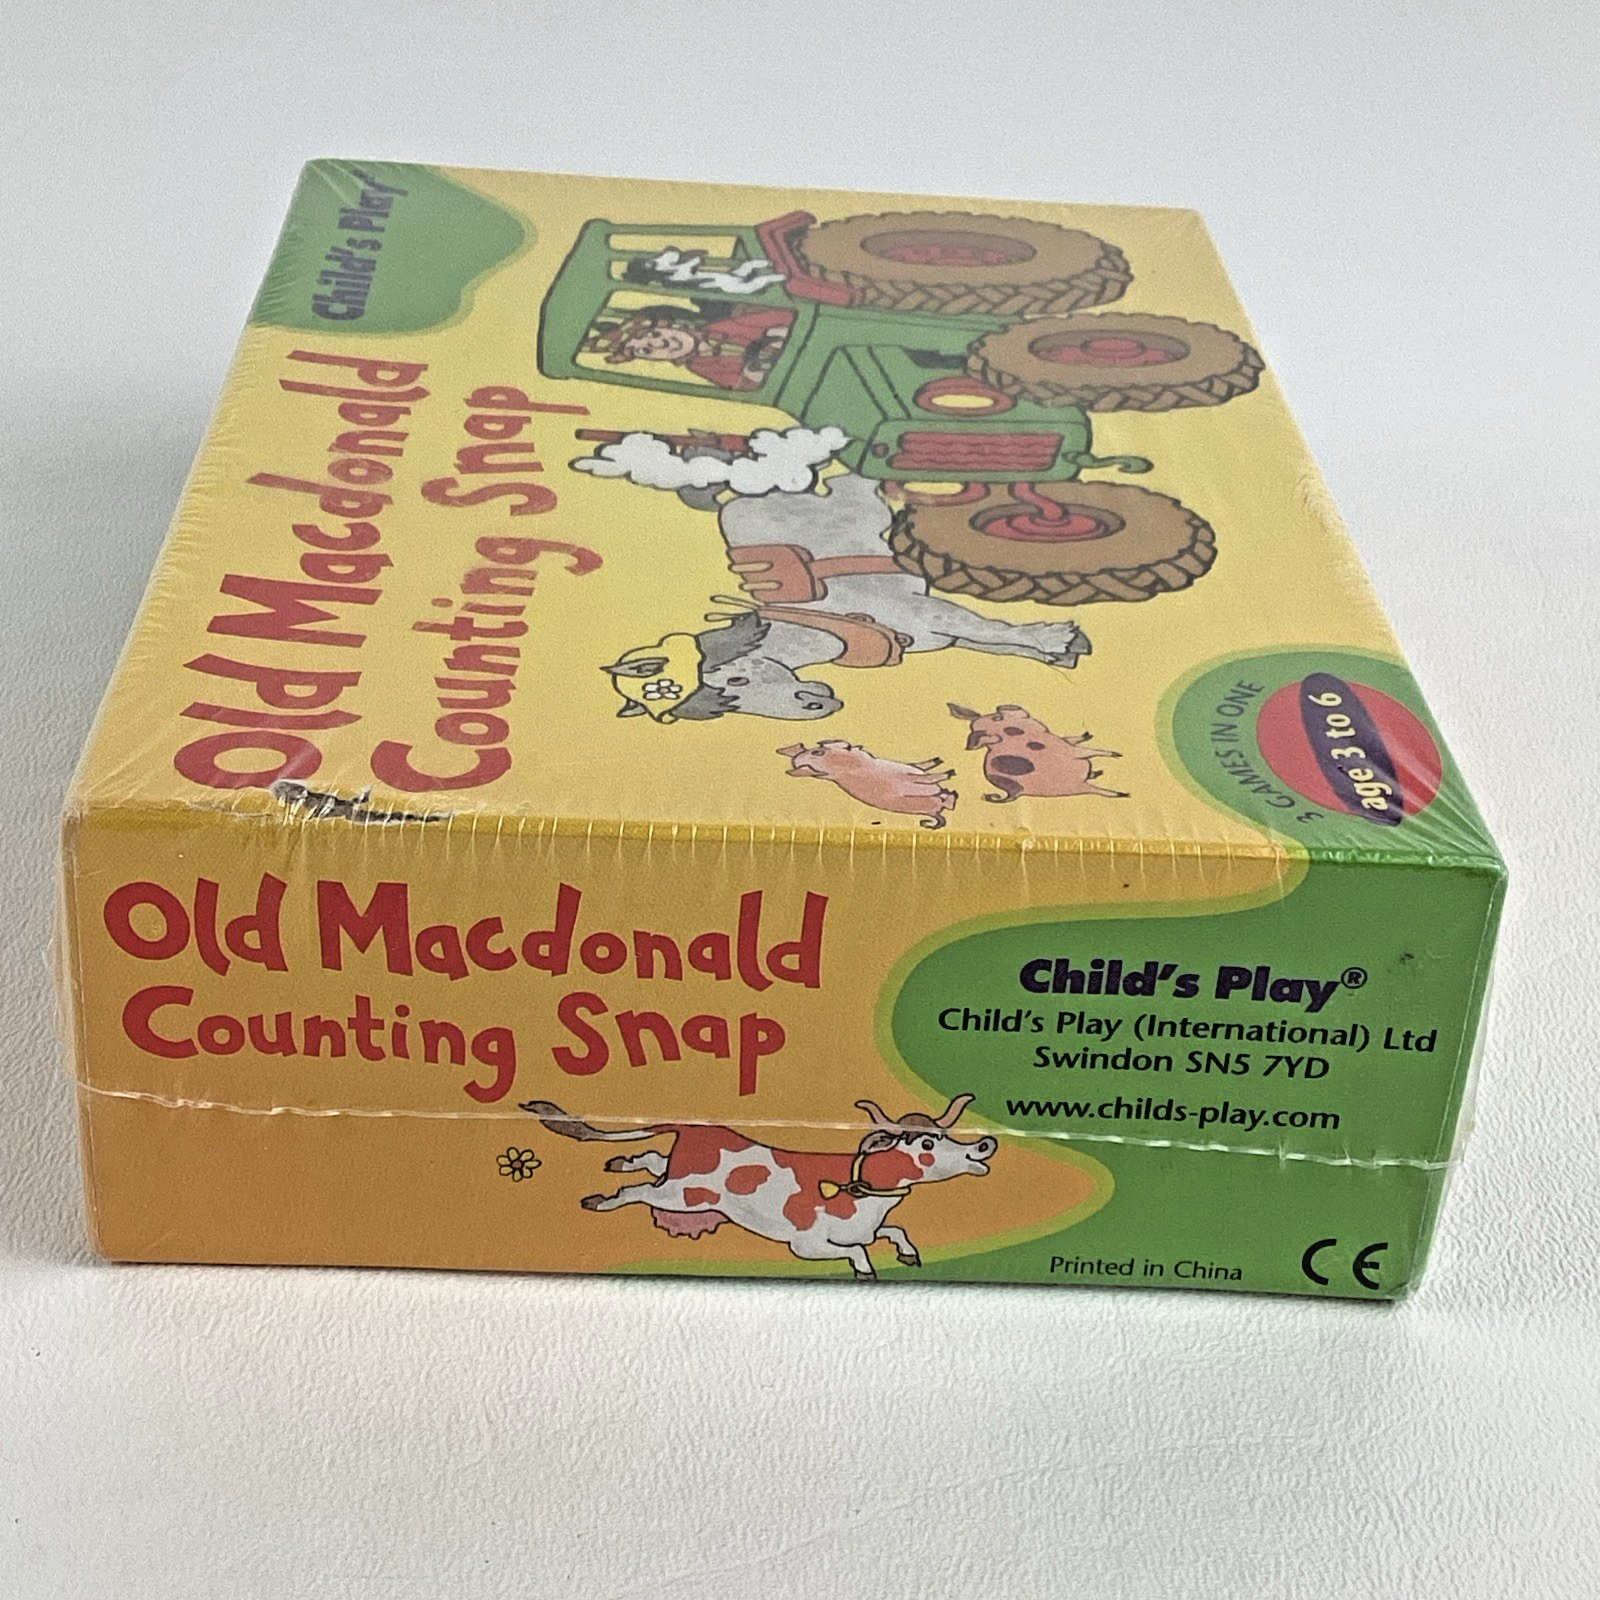 Child's Play
Old Macdonald
Counting Snap
3 GAMES IN ONE
age 3 to 6
Old Macdonald
Counting Snap
Child's Play®
Child's Play (International) Ltd
Swindon SN5 7YD
www.childs-play.com
Printed in China
CE